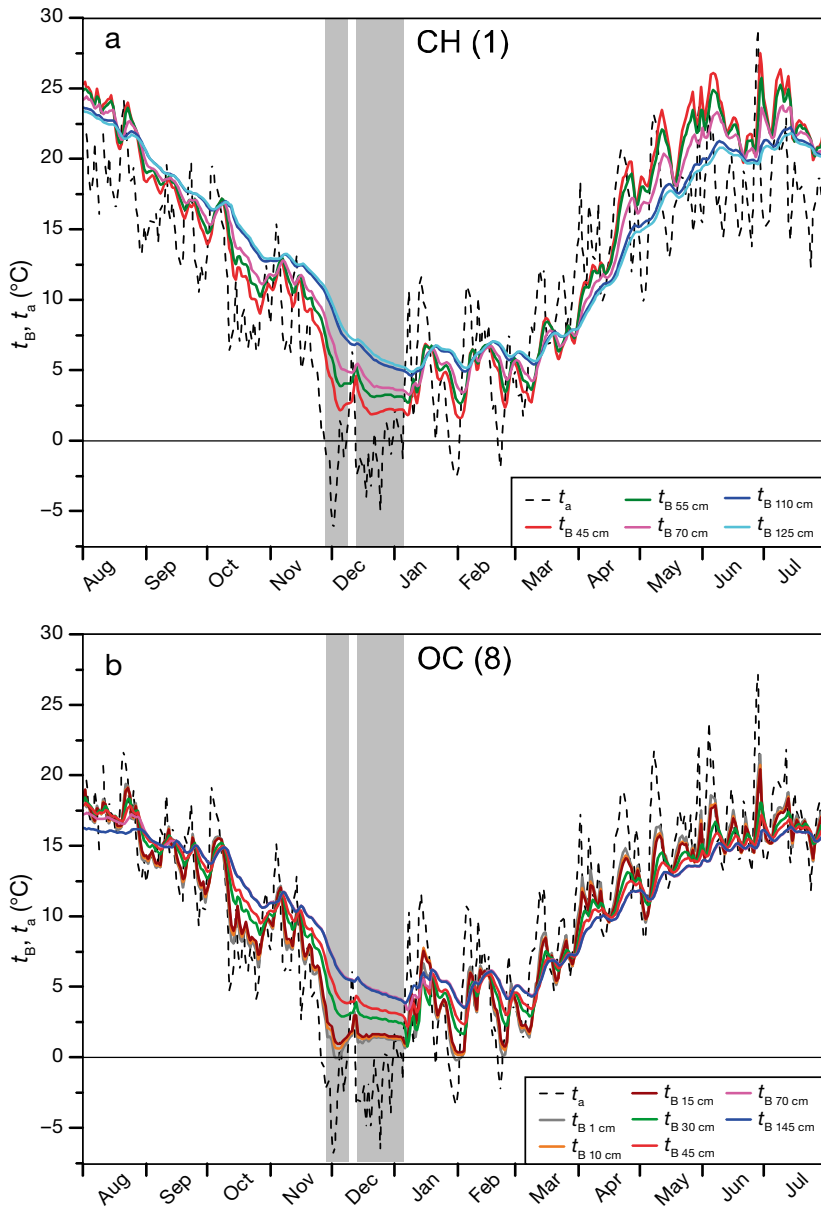 a
CH (1)
30
25
20
15
10
5
0
−5
t_B, t_a (°C)
t_a
t_B 55 cm
t_B 110 cm
t_B 45 cm
t_B 70 cm
t_B 125 cm
Aug Sep Oct Nov Dec Jan Feb Mar Apr May Jun Jul
b
OC (8)
30
25
20
15
10
5
0
−5
t_B, t_a (°C)
t_a
t_B 15 cm
t_B 70 cm
t_B 1 cm
t_B 30 cm
t_B 145 cm
t_B 10 cm
t_B 45 cm
Aug Sep Oct Nov Dec Jan Feb Mar Apr May Jun Jul